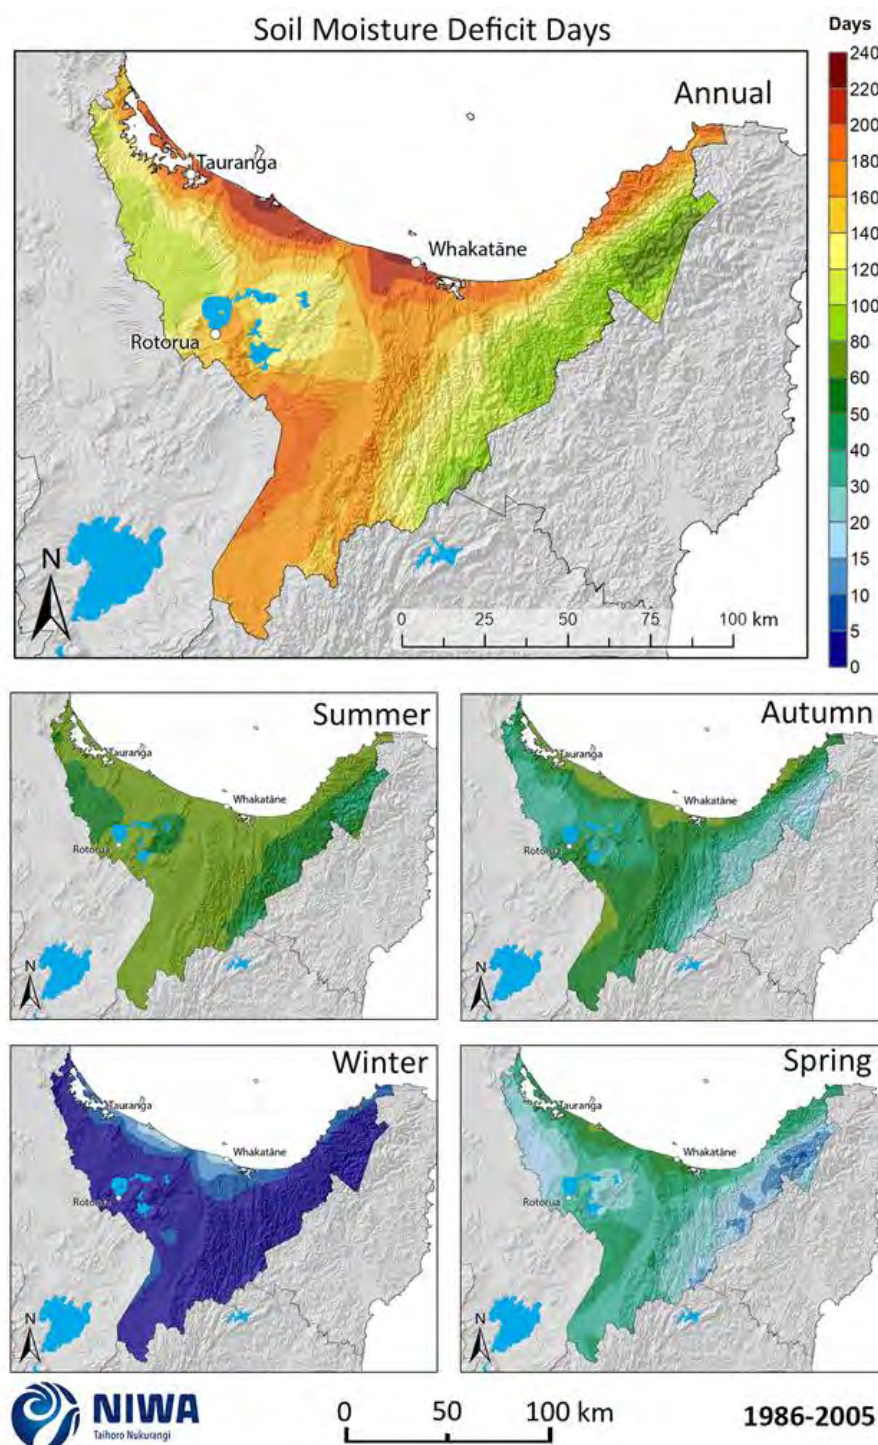 Soil Moisture Deficit Days
Days
Annual
Tauranga
Whakatāne
Rotorua
N
0 25 50 75 100 km
240
220
200
180
160
140
120
100
80
60
50
40
30
20
15
10
5
0
Summer
Tauranga
Whakatāne
Rotorua
N
Autumn
Tauranga
Whakatāne
Rotorua
N
Winter
Tauranga
Whakatāne
Rotorua
N
Spring
Tauranga
Whakatāne
Rotorua
N
NIWA
Taihoro Nukurangi
0 50 100 km
1986-2005